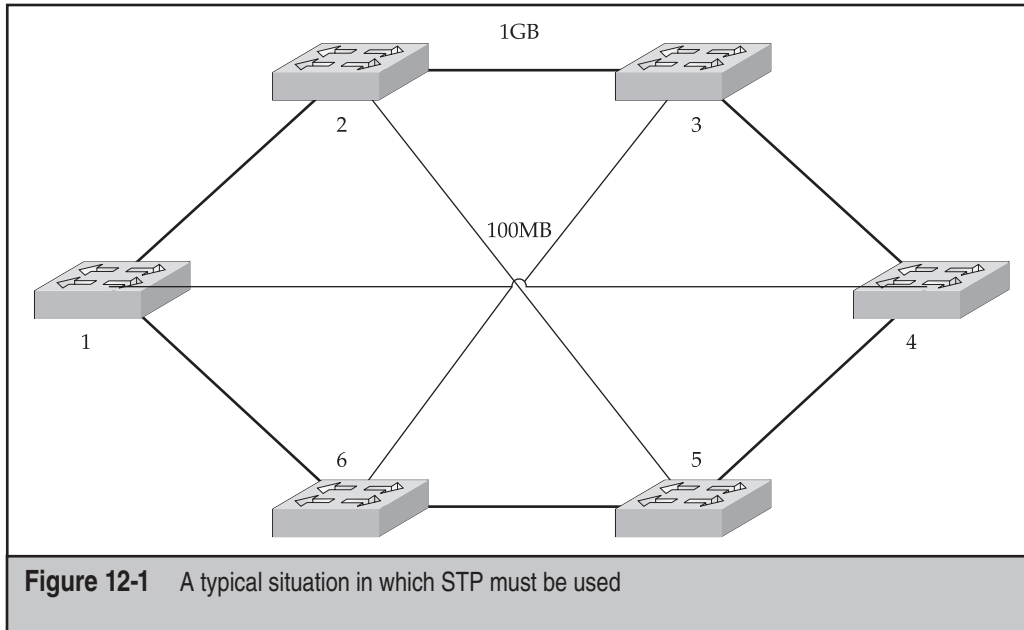 1GB
2
3
100MB
1
4
6
5
Figure 12-1 A typical situation in which STP must be used